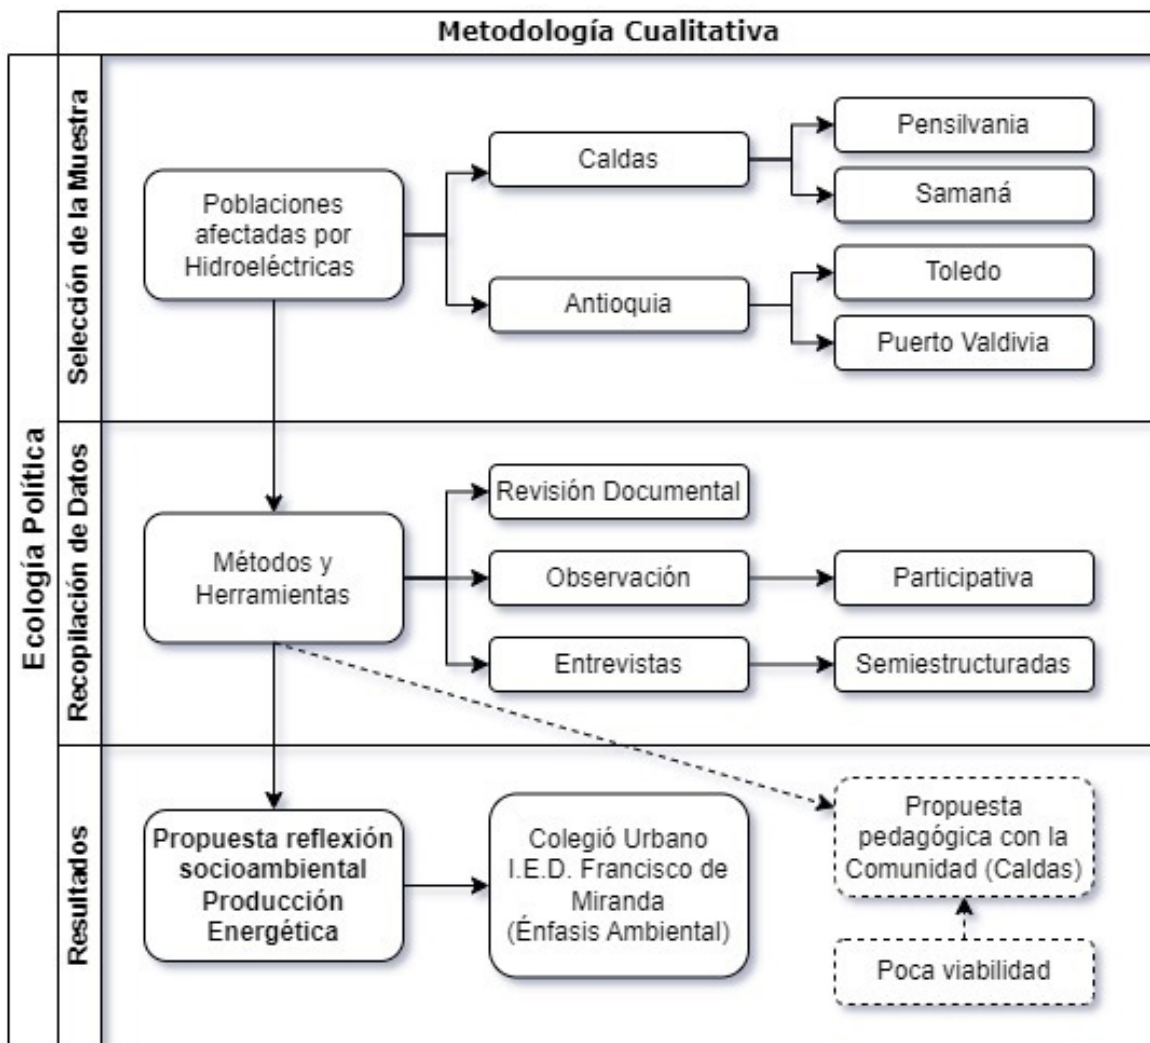 Metodología Cualitativa
Ecología Política
Selección de la Muestra
Poblaciones
afectadas por
Hidroeléctricas
Caldas
Pensilvania
Samaná
Antioquia
Toledo
Puerto Valdivia
Recopilación de Datos
Métodos y
Herramientas
Revisión Documental
Observación
Participativa
Entrevistas
Semiestructuradas
Resultados
Propuesta reflexión
socioambiental
Producción
Energética
Colegió Urbano
I.E.D. Francisco de
Miranda
(Énfasis Ambiental)
Propuesta
pedagógica con la
Comunidad (Caldas)
Poca viabilidad